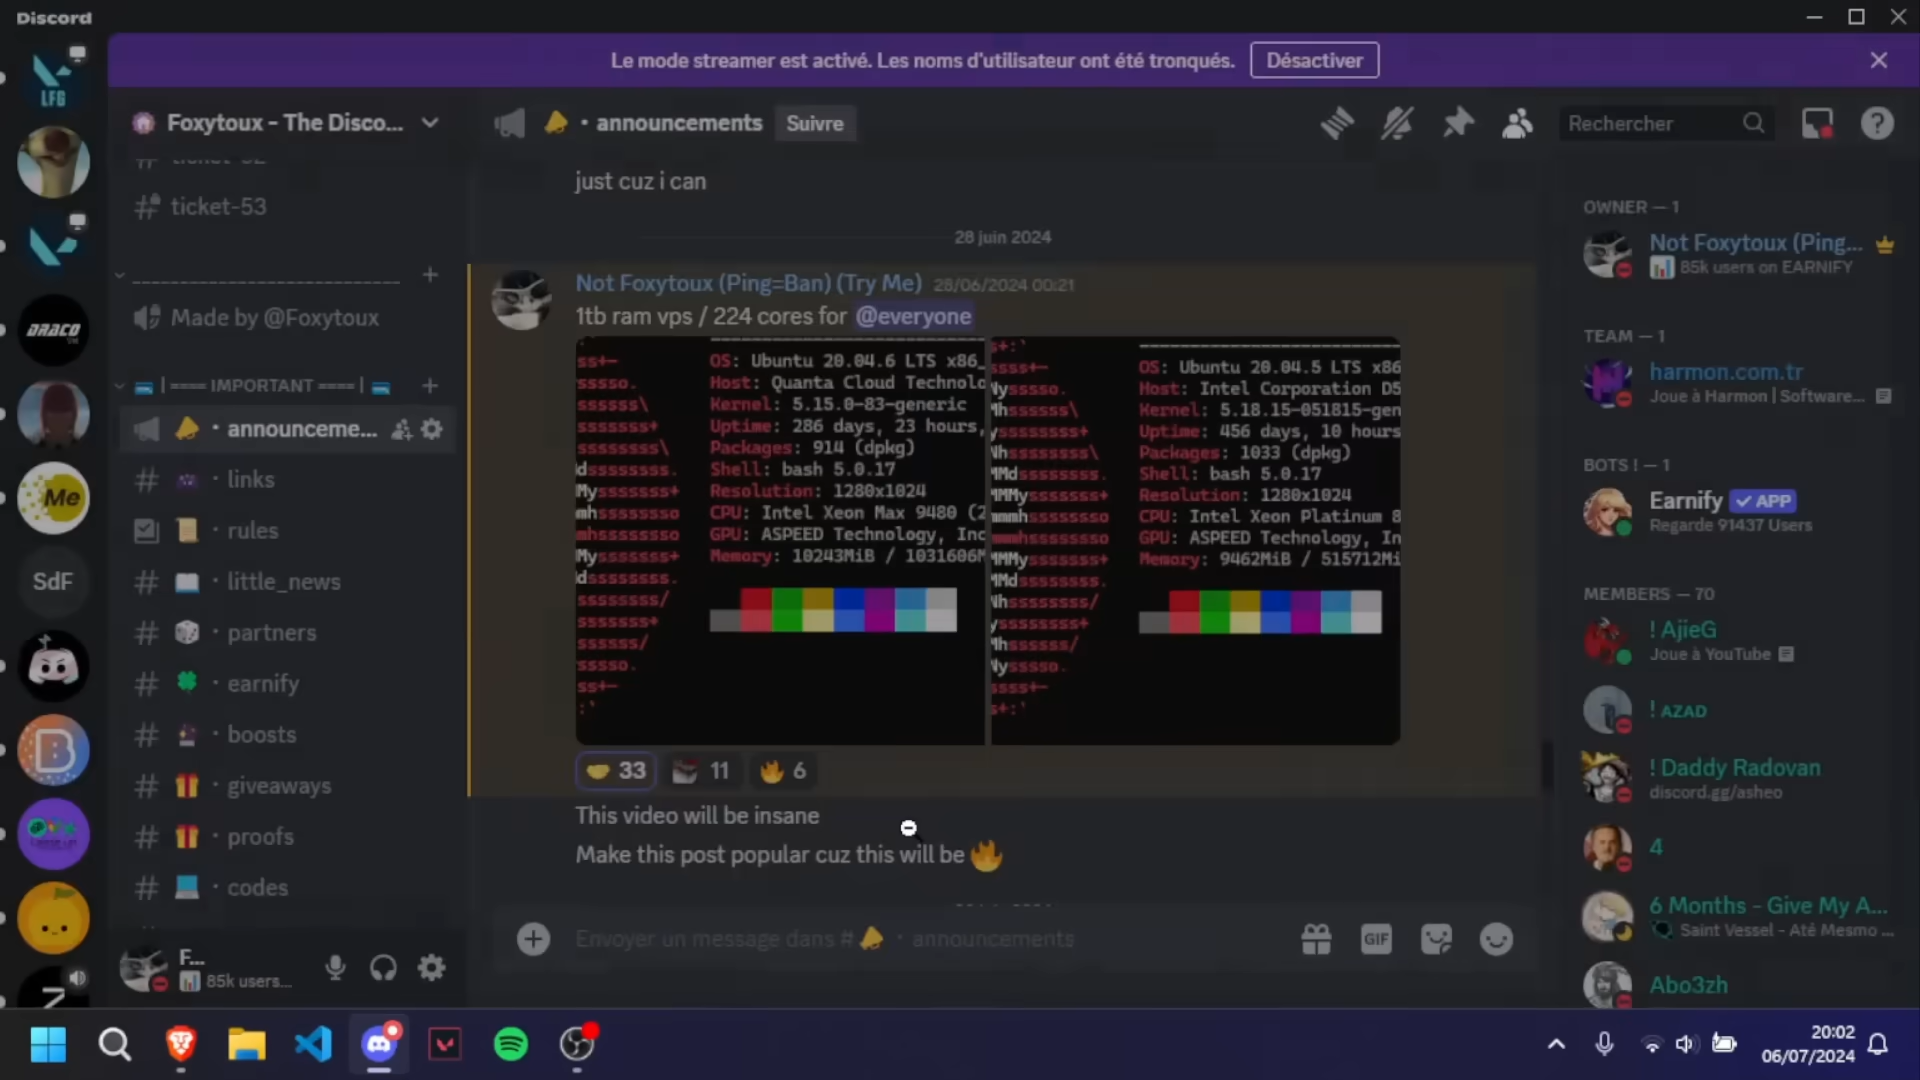 Discord
Le mode streamer est activé. Les noms d'utilisateur ont été tronqués.
Désactiver
LFG
DRACO
Me
SdF
Foxytoux - The Disco...
ticket-53
Made by @Foxytoux
| ==== IMPORTANT ==== |
· announceme...
· links
· rules
· little_news
· partners
· earnify
· boosts
· giveaways
· proofs
· codes
F...
85k users...
· announcements
Suivre
Rechercher
just cuz i can
28 juin 2024
Not Foxytoux (Ping=Ban) (Try Me) 28/06/2024 00:21
1tb ram vps / 224 cores for @everyone
OS: Ubuntu 20.04.6 LTS x86_
Host: Quanta Cloud Technolo
Kernel: 5.15.0-83-generic
Uptime: 286 days, 23 hours,
Packages: 914 (dpkg)
Shell: bash 5.0.17
Resolution: 1280x1024
CPU: Intel Xeon Max 9480 (2
GPU: ASPEED Technology, Inc
Memory: 10243MiB / 1031606M
OS: Ubuntu 20.04.5 LTS x86
Host: Intel Corporation D5
Kernel: 5.18.15-051815-gen
Uptime: 456 days, 10 hours
Packages: 1033 (dpkg)
Shell: bash 5.0.17
Resolution: 1280x1024
CPU: Intel Xeon Platinum 8
GPU: ASPEED Technology, In
Memory: 9462MiB / 515712Mi
33
11
6
This video will be insane
Make this post popular cuz this will be 🔥
Envoyer un message dans # · announcements
GIF
OWNER — 1
Not Foxytoux (Ping...
85k users on EARNIFY
TEAM — 1
harmon.com.tr
Joue à Harmon | Software...
BOTS ! — 1
Earnify ✓ APP
Regarde 91437 Users
MEMBERS — 70
! AjieG
Joue à YouTube
! AZAD
! Daddy Radovan
discord.gg/asheo
4
6 Months - Give My A...
Saint Vessel - Até Mesmo ...
Abo3zh
20:02
06/07/2024